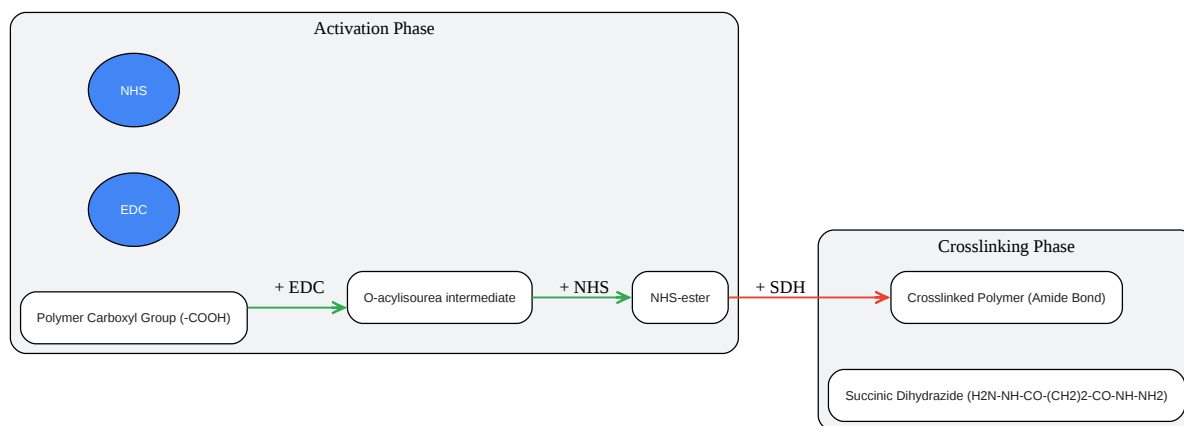 Activation Phase
NHS
EDC
Crosslinking Phase
+ EDC
+ NHS
+ SDH
Polymer Carboxyl Group (-COOH)
O-acylisourea intermediate
NHS-ester
Crosslinked Polymer (Amide Bond)
Succinic Dihydrazide (H2N-NH-CO-(CH2)2-CO-NH-NH2)